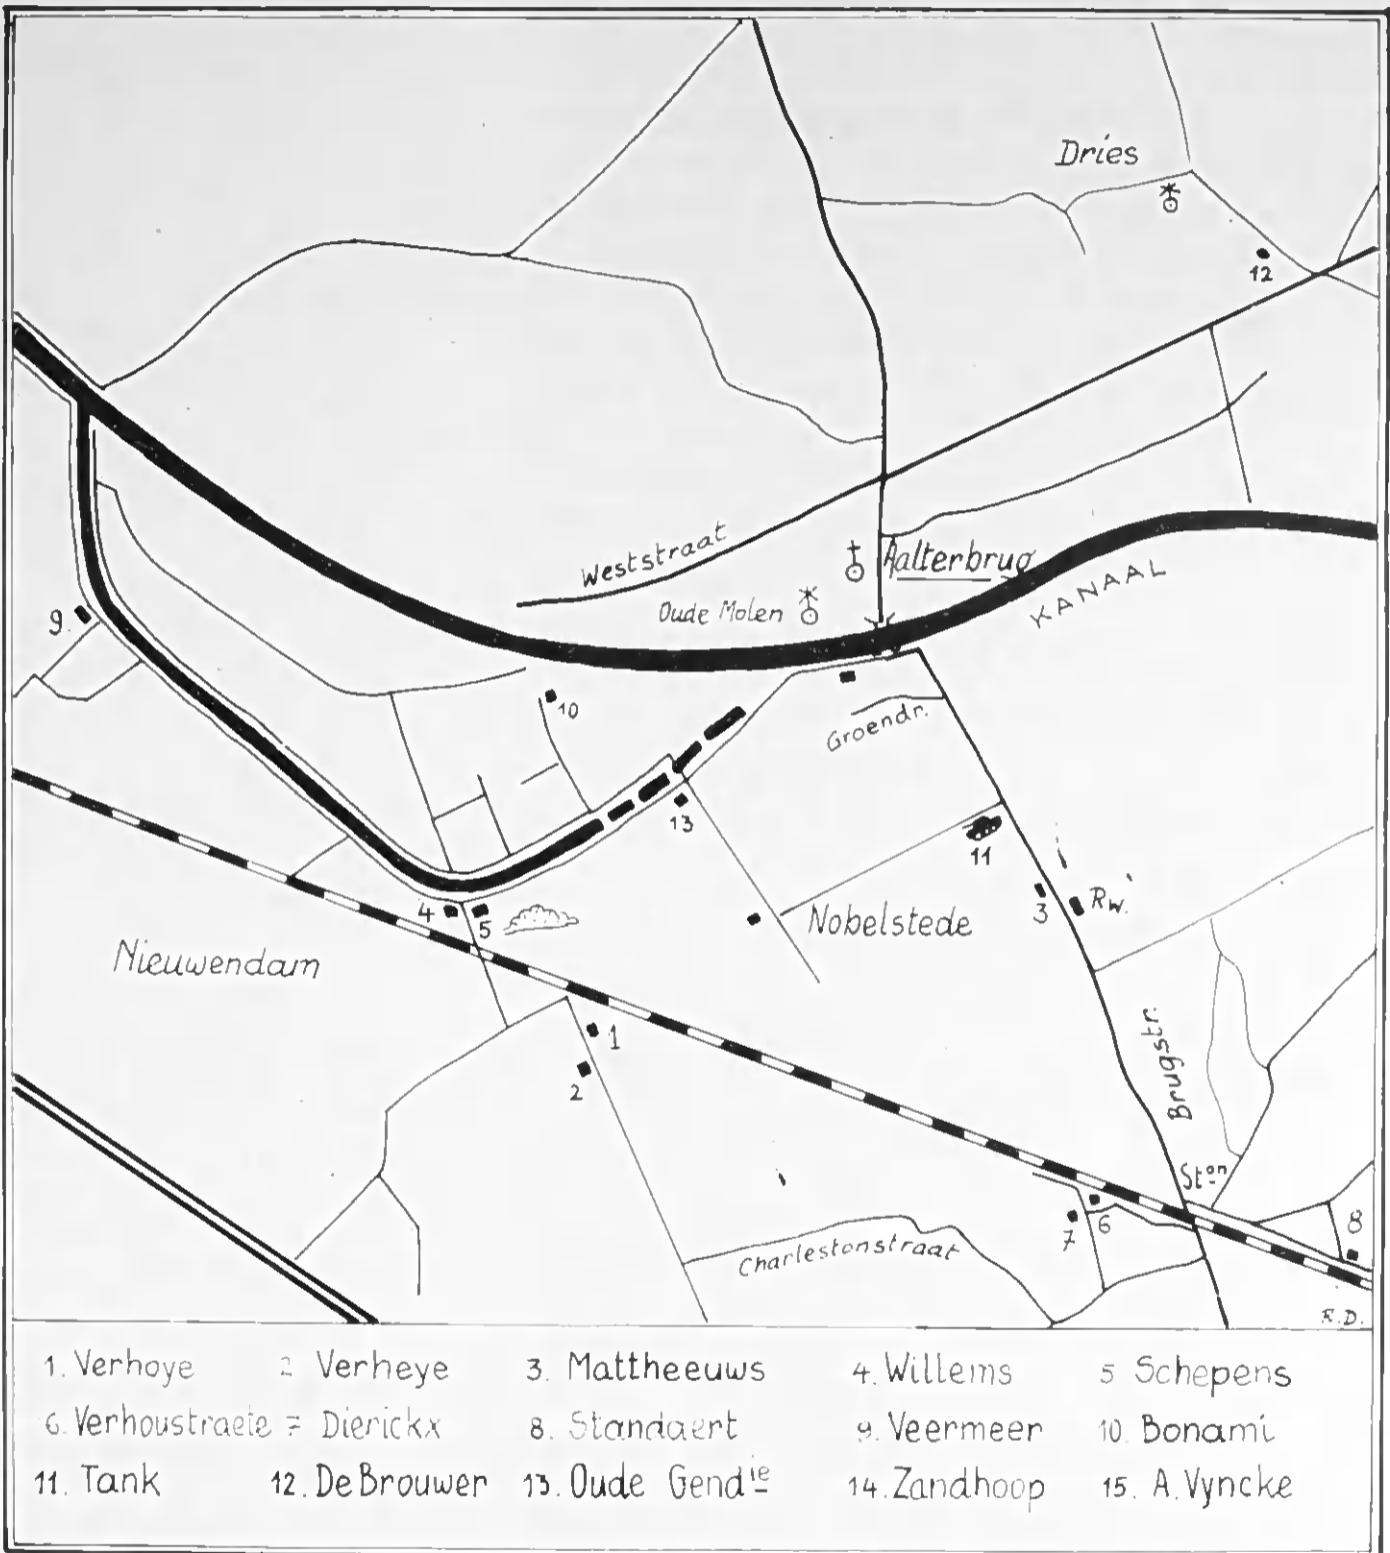 Dries
12
Weststraat
Aalterbrug
Oude Molen
KANAAL
9.
10
Groendr.
13
11
Nobelstede
3
Rw.
4
5
Nieuwendam
1
2
Brugstr.
Ston
6
7
8
Charlestonstraat
R.D.
1. Verhoye 2 Verheye 3. Mattheeuws 4. Willems 5 Schepens
6. Verhoustraete 7 Dierickx 8. Standaert 9. Veermeer 10. Bonami
11. Tank 12. De Brouwer 13. Oude Gendie 14. Zandhoop 15. A. Vyncke